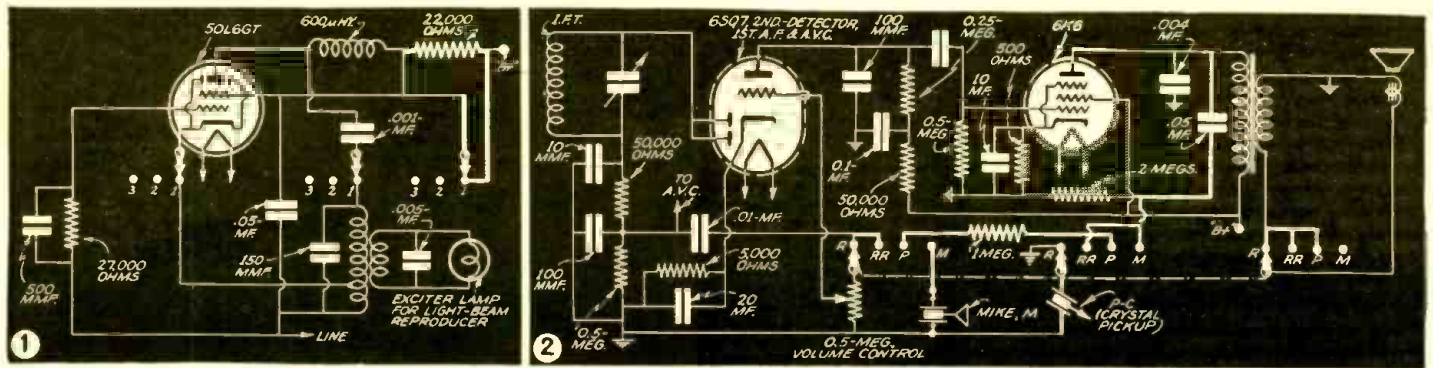 50L6GT
600μHY.
22,000
OHMS
B+
.001-
MF.
3 2 1
3 2 1
3 2 1
500
MMF.
27,000
OHMS
.05-
MF.
150
MMF.
.005-
MF.
EXCITER LAMP
FOR LIGHT-BEAM
REPRODUCER
LINE
1
I.F.T.
6SQ7, 2ND.-DETECTOR,
1ST. A.F. & A.V.C.
100
MMF.
0.25-
MEG.
500
OHMS
10
MF.
6K6
.004
MF.
.05
MF.
0.5-
MEG.
10
MMF.
50,000
OHMS
TO
A.V.C.
0.1-
MF.
50,000
OHMS
2 MEGS.
B+
100
MMF.
.01-MF.
5,000
OHMS
20
MF.
R RR P M
1 MEG.
R RR P M
R RR P M
0.5-
MEG.
0.5-MEG.
VOLUME CONTROL
MIKE, M
P-C
(CRYSTAL
PICKUP)
2